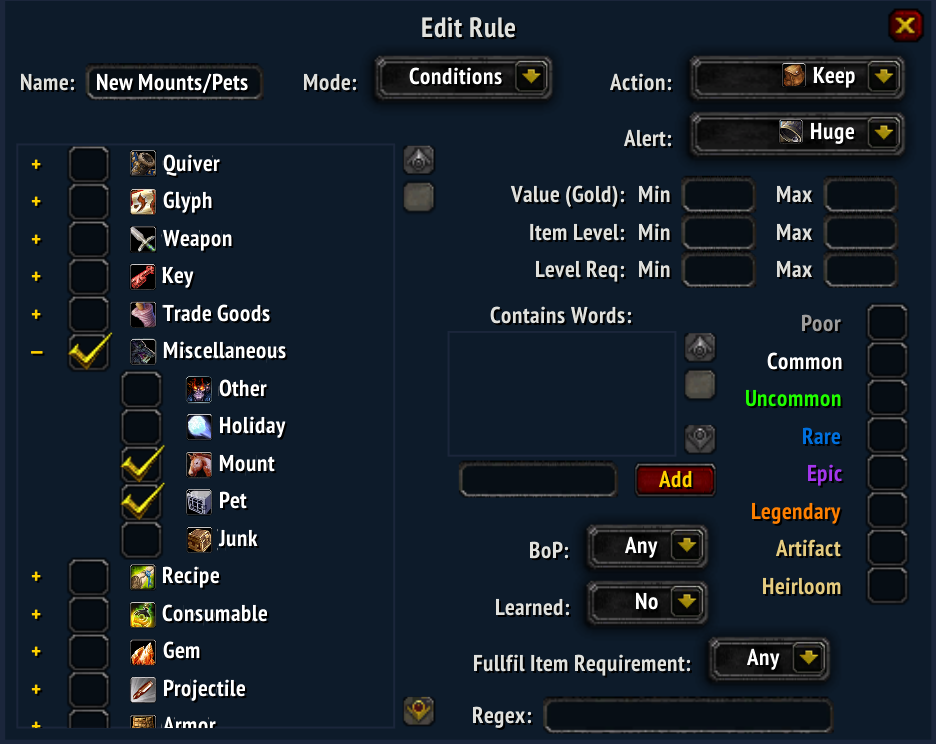 Edit Rule
Name: New Mounts/Pets Mode: Conditions Action: Keep
Alert: Huge
+ Quiver
+ Glyph
+ Weapon
+ Key
+ Trade Goods
– Miscellaneous
Other
Holiday
Mount
Pet
Junk
+ Recipe
+ Consumable
+ Gem
+ Projectile
+ Armor
Value (Gold): Min Max
Item Level: Min Max
Level Req: Min Max
Contains Words:
Add
Poor
Common
Uncommon
Rare
Epic
Legendary
Artifact
Heirloom
BoP: Any
Learned: No
Fullfil Item Requirement: Any
Regex: